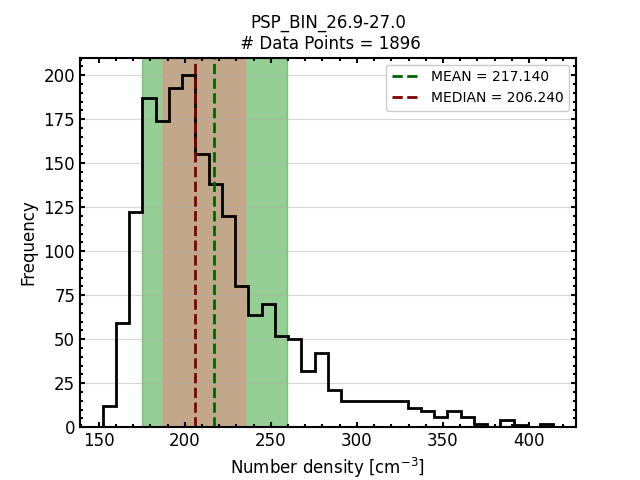 PSP_BIN_26.9-27.0
# Data Points = 1896
MEAN = 217.140
MEDIAN = 206.240
Frequency
200
175
150
125
100
75
50
25
0
150 200 250 300 350 400
Number density [cm⁻³]